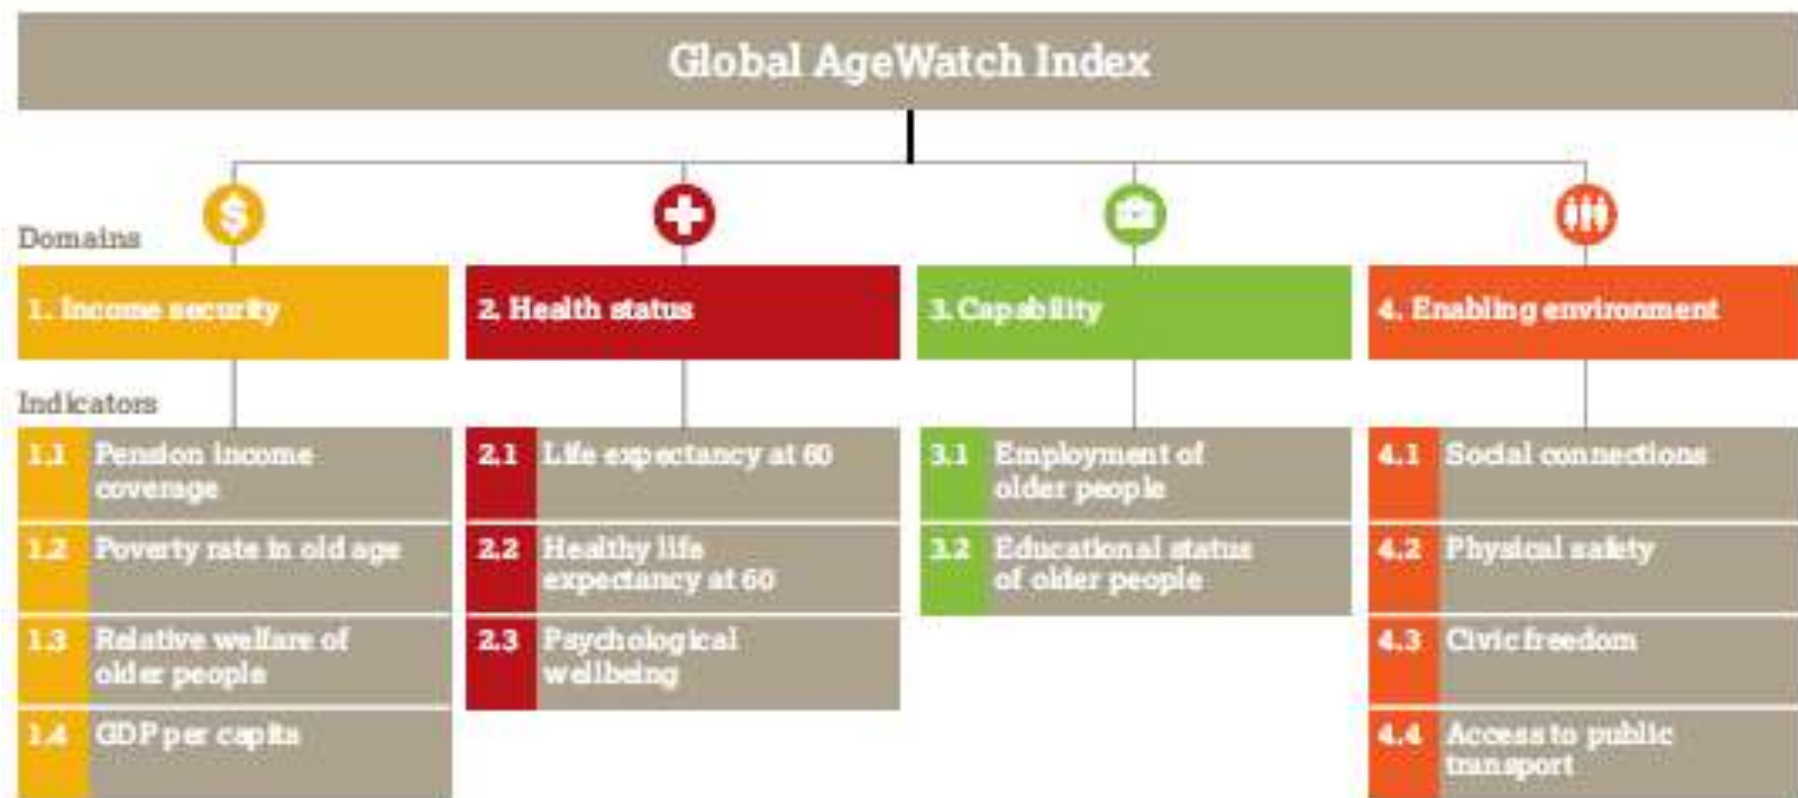 Global AgeWatch Index
Domains
$
1. Income security
2. Health status
3. Capability
4. Enabling environment
Indicators
1.1 Pension income
coverage
1.2 Poverty rate in old age
1.3 Relative welfare of
older people
1.4 GDP per capita
2.1 Life expectancy at 60
2.2 Healthy life
expectancy at 60
2.3 Psychological
wellbeing
3.1 Employment of
older people
3.2 Educational status
of older people
4.1 Social connections
4.2 Physical safety
4.3 Civic freedom
4.4 Access to public
transport